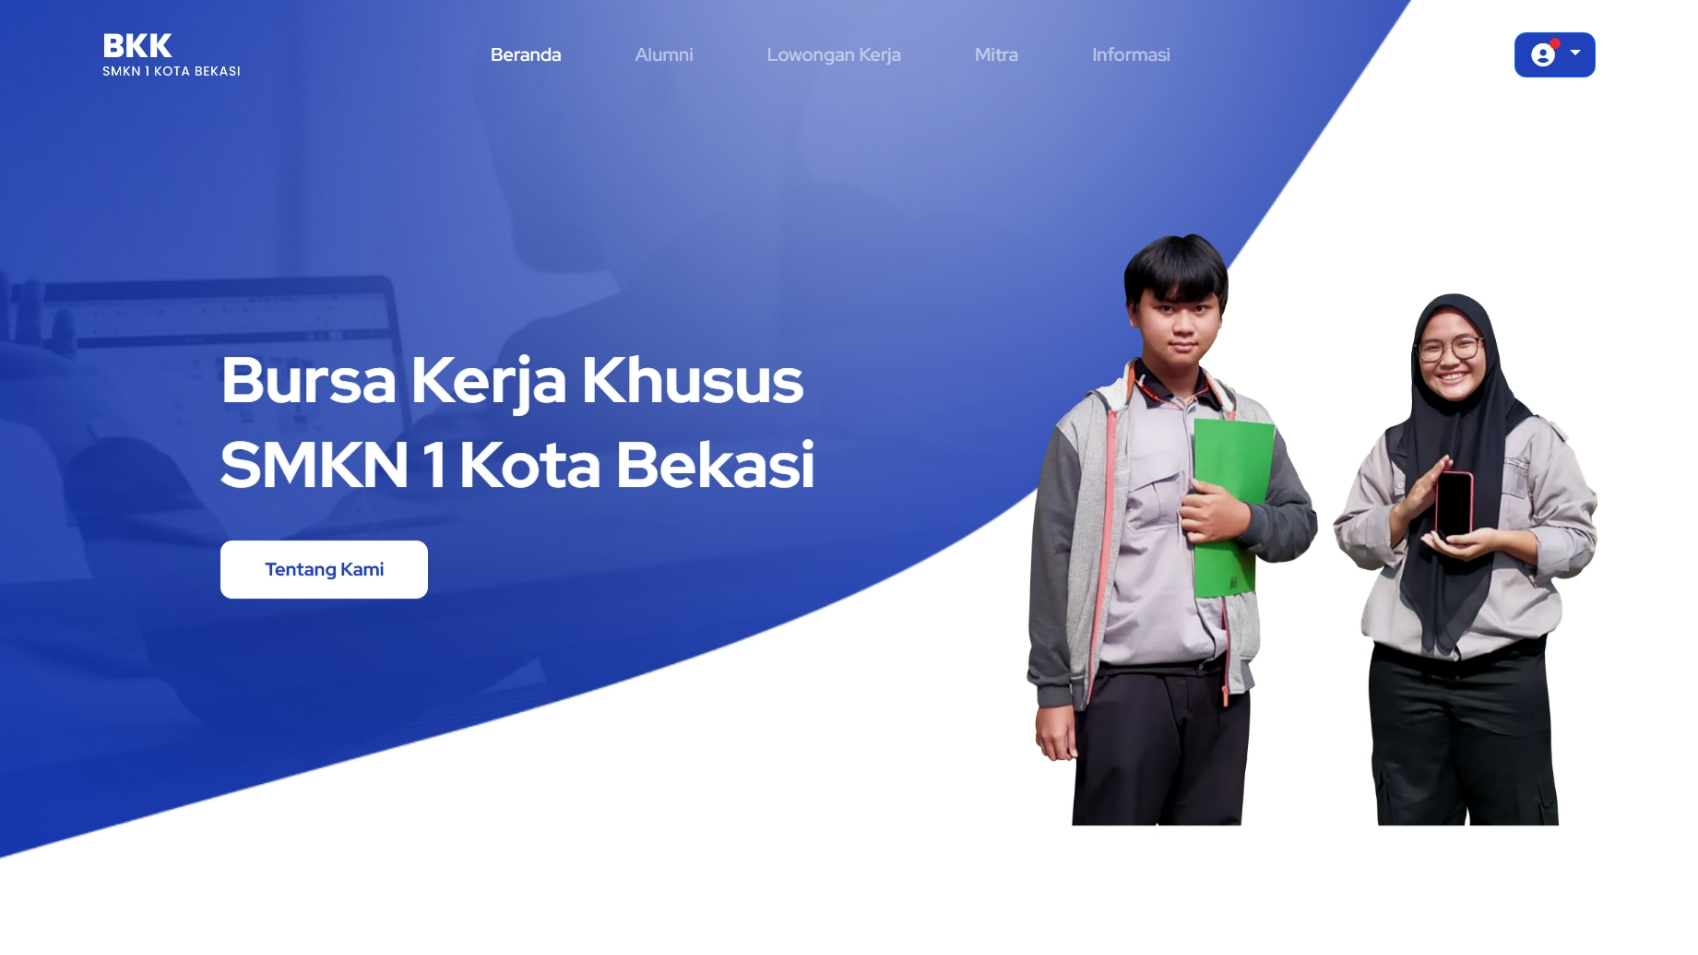 BKK
SMKN 1 KOTA BEKASI
Beranda
Alumni
Lowongan Kerja
Mitra
Informasi
Bursa Kerja Khusus
SMKN 1 Kota Bekasi
Tentang Kami